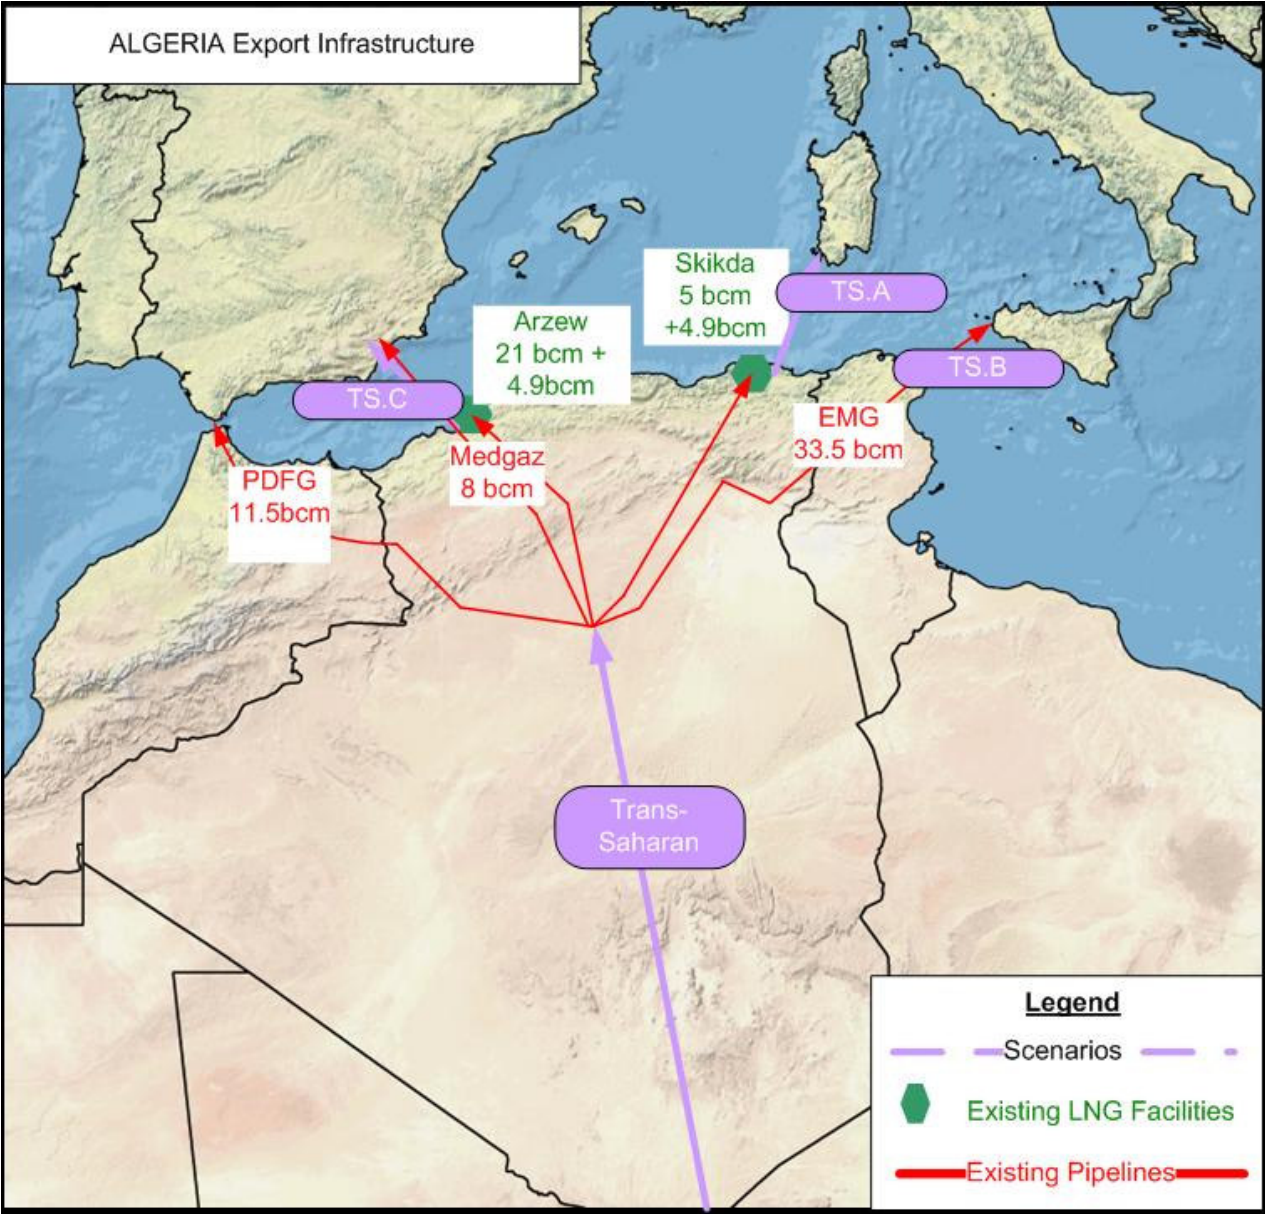 ALGERIA Export Infrastructure
Skikda
5 bcm
+4.9bcm
TS.A
Arzew
21 bcm +
4.9bcm
TS.B
TS.C
EMG
33.5 bcm
Medgaz
8 bcm
PDFG
11.5bcm
Trans-
Saharan
Legend
Scenarios
Existing LNG Facilities
Existing Pipelines